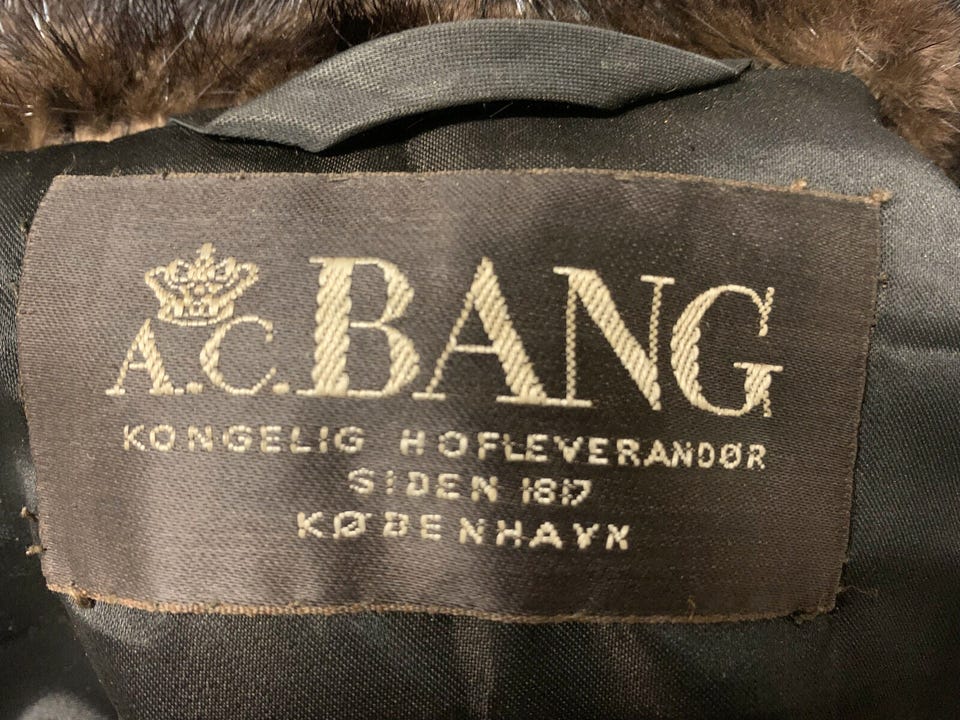 A.C. BANG
KONGELIG HOFLEVERANDØR
SIDEN 1817
KØBENHAVN